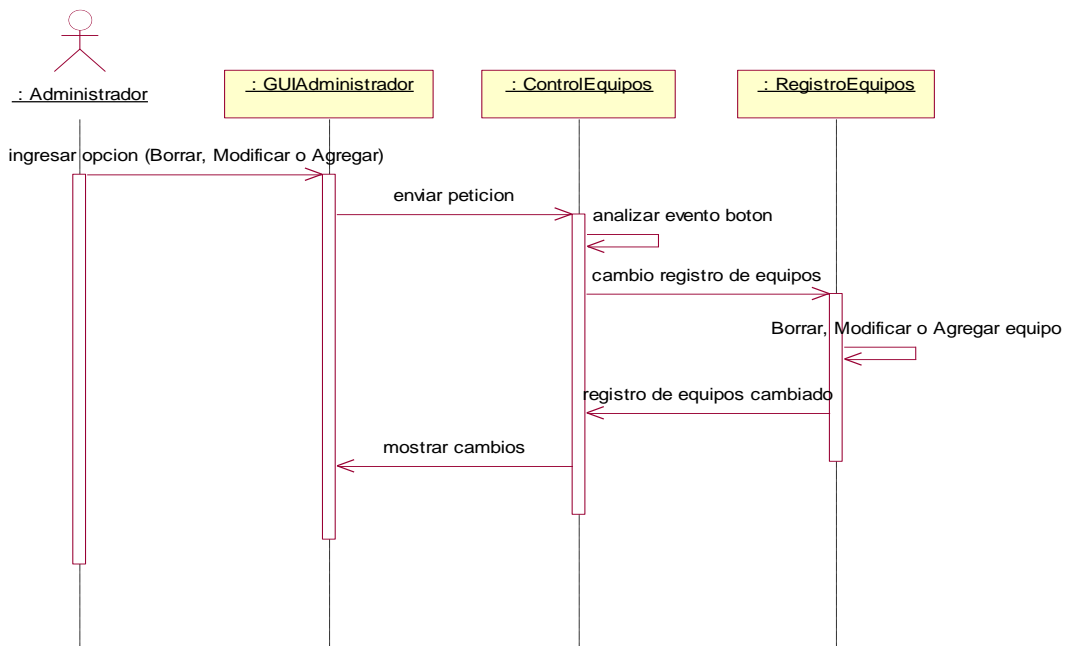 : Administrador
: GUIAdministrador
: ControlEquipos
: RegistroEquipos
ingresar opcion (Borrar, Modificar o Agregar)
enviar peticion
analizar evento boton
cambio registro de equipos
Borrar, Modificar o Agregar equipo
registro de equipos cambiado
mostrar cambios